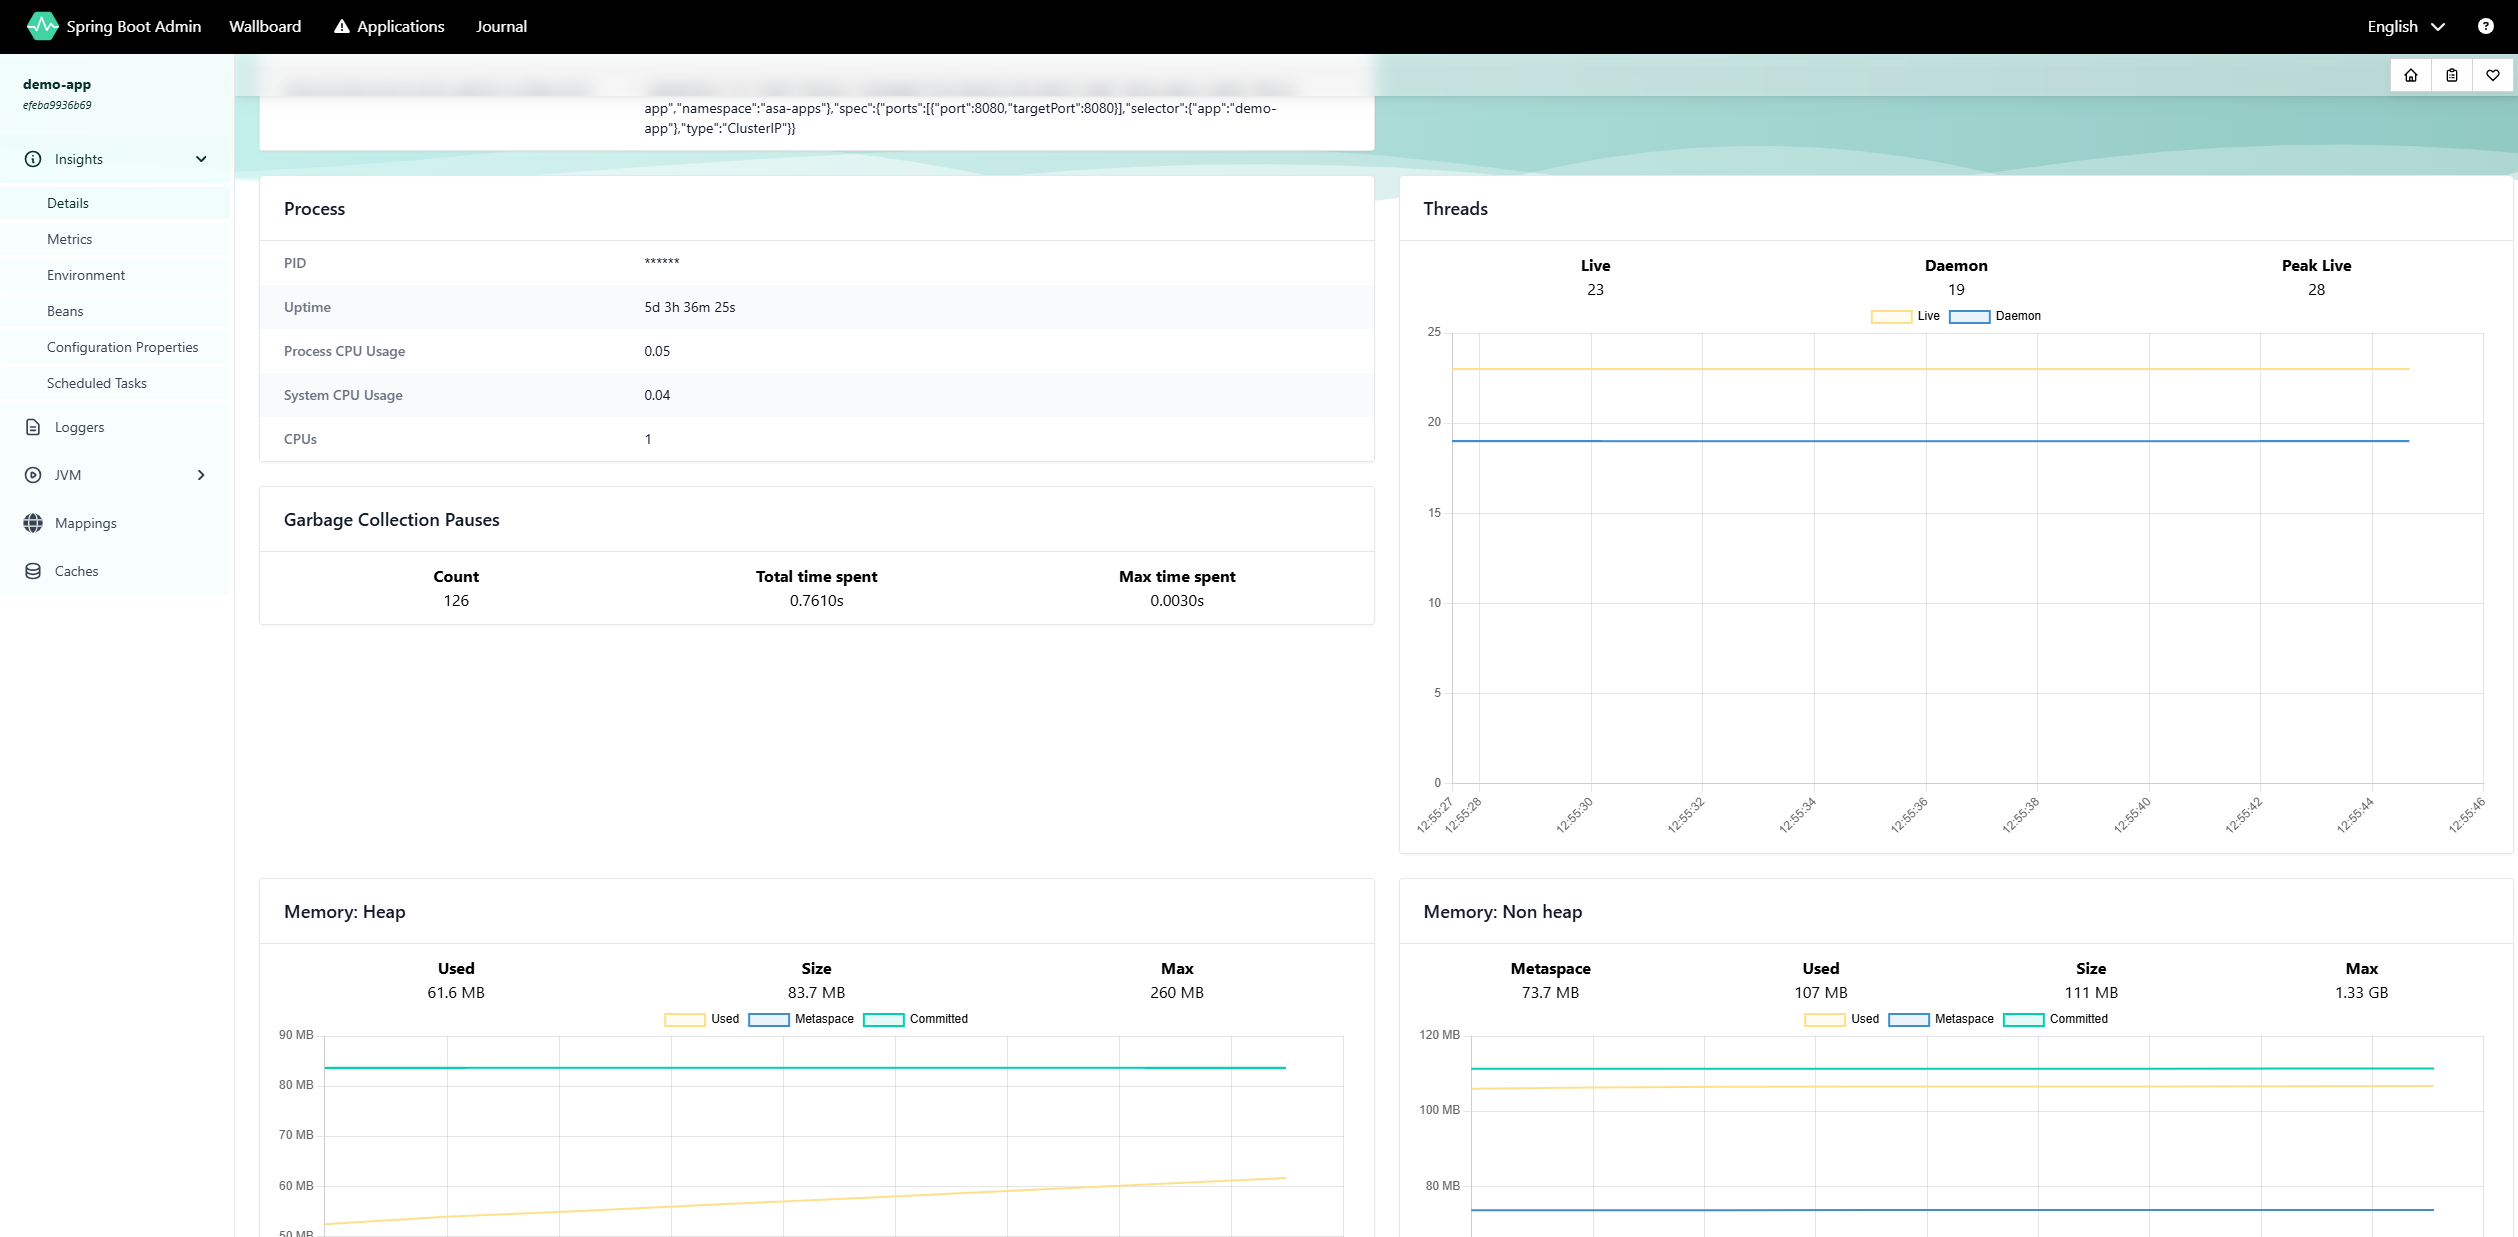 Spring Boot Admin
Wallboard
Applications
Journal
English
demo-app
efeba9936b69
Insights
Details
Metrics
Environment
Beans
Configuration Properties
Scheduled Tasks
Loggers
JVM
Mappings
Caches
app","namespace":"asa-apps"},"spec":{"ports":[{"port":8080,"targetPort":8080}],"selector":{"app":"demo-
app"},"type":"ClusterIP"}}
Process
PID ******
Uptime 5d 3h 36m 25s
Process CPU Usage 0.05
System CPU Usage 0.04
CPUs 1
Garbage Collection Pauses
Count Total time spent Max time spent
126 0.7610s 0.0030s
Threads
Live Daemon Peak Live
23 19 28
Live Daemon
25
20
15
10
5
0
12:55:27 12:55:28 12:55:30 12:55:32 12:55:34 12:55:36 12:55:38 12:55:40 12:55:42 12:55:44 12:55:46
Memory: Heap
Used Size Max
61.6 MB 83.7 MB 260 MB
Used Metaspace Committed
90 MB
80 MB
70 MB
60 MB
50 MB
Memory: Non heap
Metaspace Used Size Max
73.7 MB 107 MB 111 MB 1.33 GB
Used Metaspace Committed
120 MB
100 MB
80 MB